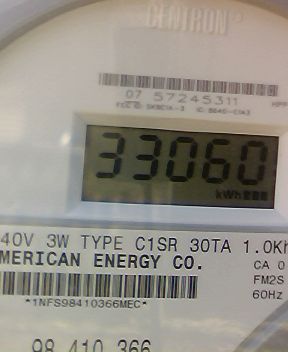 CENTRON®
07 57245311
33060
kWh
40V 3W TYPE C1SR 30TA 1.0Kh
MERICAN ENERGY CO.
CA 0
FM2S
60Hz
*1NFS98410366MEC*
98 410 366